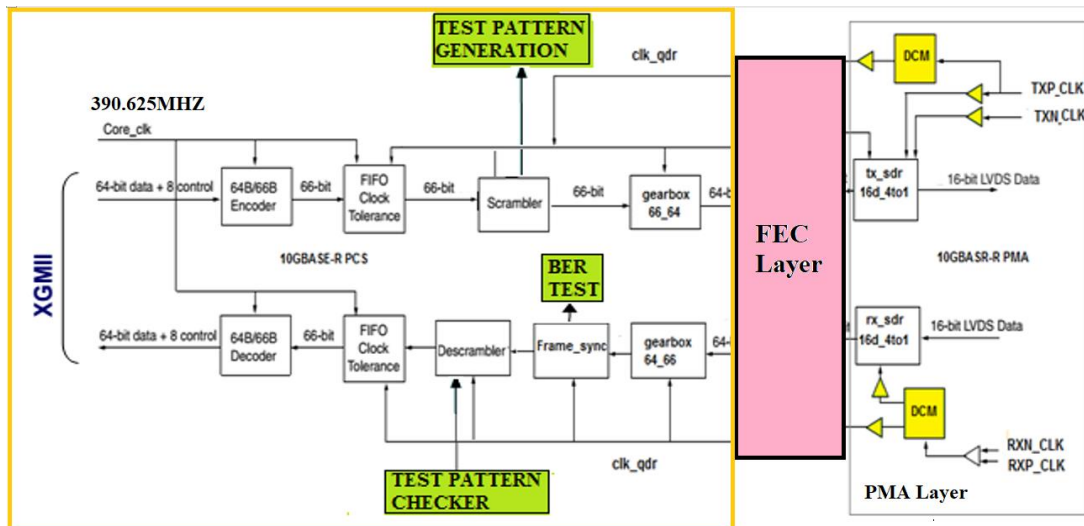 TEST PATTERN
GENERATION
clk_qdr
DCM
TXP_CLK
TXN_CLK
390.625MHZ
Core_clk
64-bit data + 8 control
64B/66B
Encoder
66-bit
FIFO
Clock
Tolerance
66-bit
Scrambler
66-bit
gearbox
66_64
64-
FEC
Layer
tx_sdr
16d_4to1
16-bit LVDS Data
XGMII
10GBASE-R PCS
BER
TEST
10GBASR-R PMA
64-bit data + 8 control
64B/66B
Decoder
66-bit
FIFO
Clock
Tolerance
Descrambler
Frame_sync
gearbox
64_66
64-
rx_sdr
16d_4to1
16-bit LVDS Data
DCM
RXN_CLK
RXP_CLK
clk_qdr
TEST PATTERN
CHECKER
PMA Layer